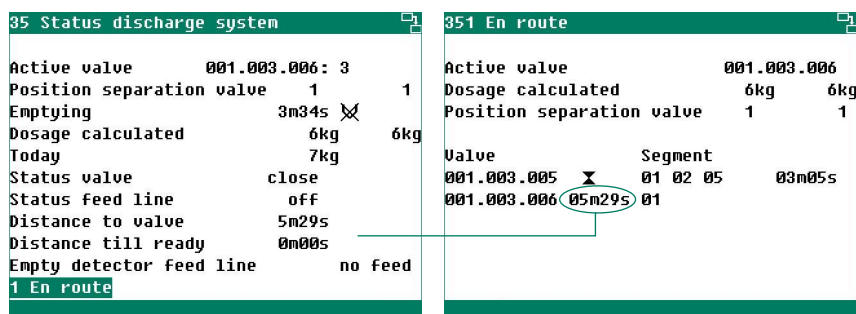 35 Status discharge system
Active valve 001.003.006: 3
Position separation valve 1 1
Emptying 3m34s
Dosage calculated 6kg 6kg
Today 7kg
Status valve close
Status feed line off
Distance to valve 5m29s
Distance till ready 0m00s
Empty detector feed line no feed
1 En route
351 En route
Active valve 001.003.006
Dosage calculated 6kg 6kg
Position separation valve 1 1
Valve Segment
001.003.005 01 02 05 03m05s
001.003.006 05m29s 01